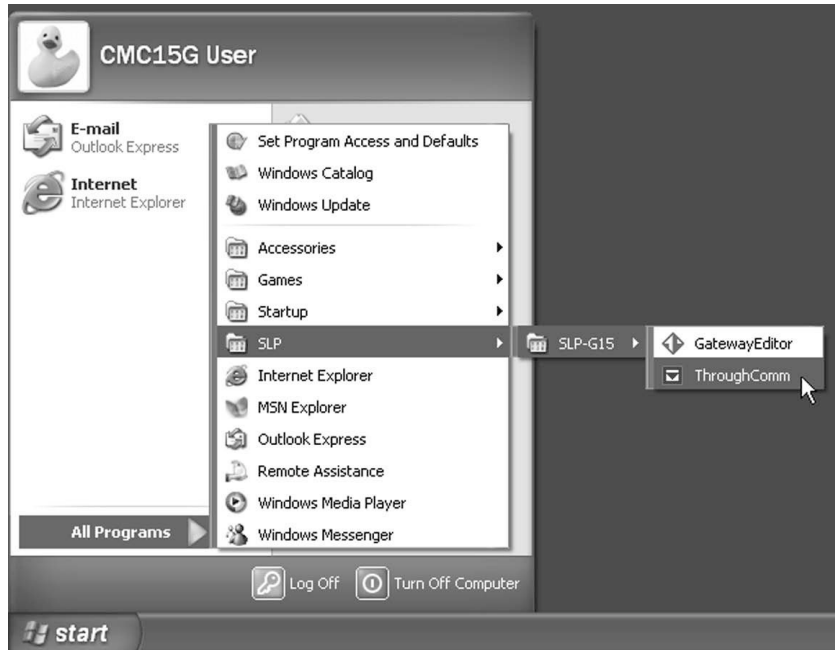 CMC15G User
E-mail
Outlook Express
Internet
Internet Explorer
Set Program Access and Defaults
Windows Catalog
Windows Update
Accessories
Games
Startup
SLP
SLP-G15
GatewayEditor
ThroughComm
Internet Explorer
MSN Explorer
Outlook Express
Remote Assistance
Windows Media Player
Windows Messenger
All Programs
Log Off
Turn Off Computer
start